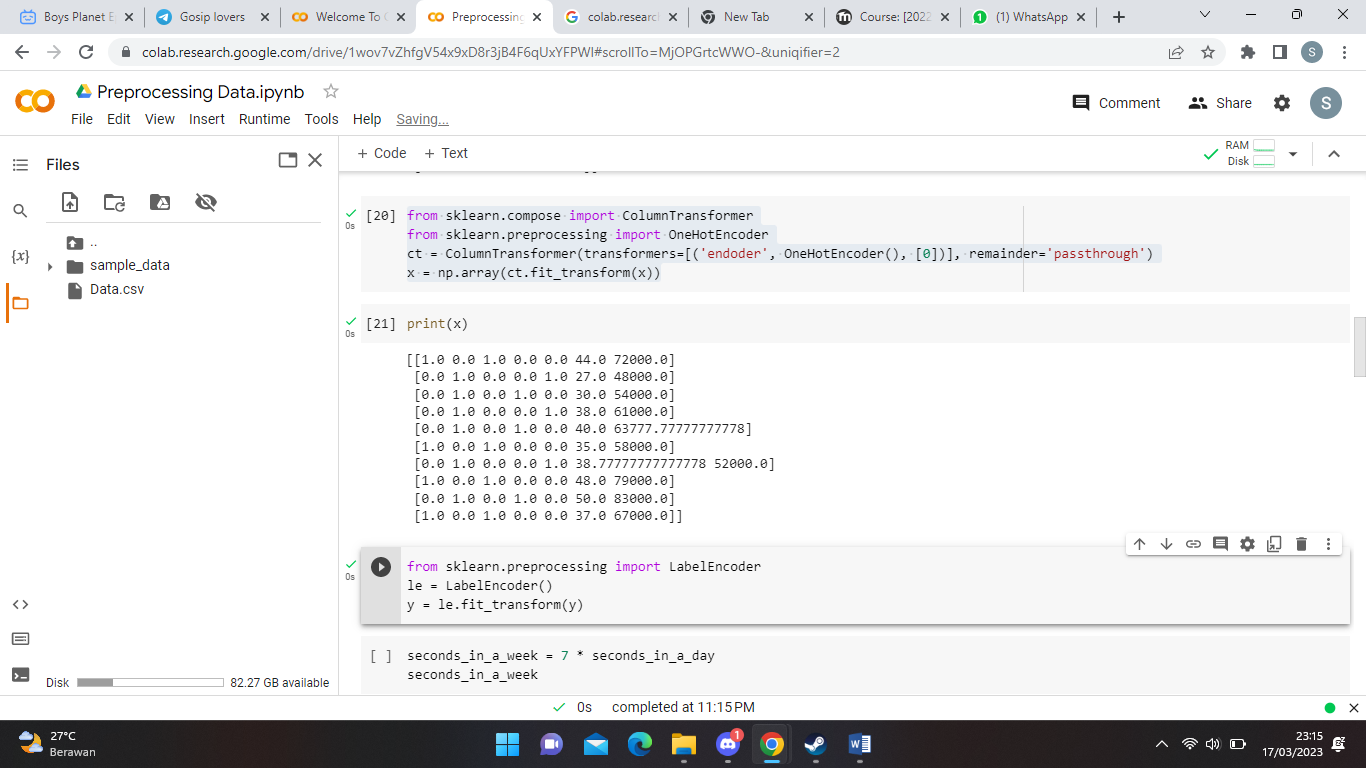 Boys Planet E
Gosip lovers
Welcome To C
Preprocessing
colab.researc
New Tab
Course: [2022
(1) WhatsApp
colab.research.google.com/drive/1wov7vZhfgV54x9xD8r3jB4F6qUxYFPWl#scrollTo=MjOPGrtcWWO-&uniqifier=2
S
CO
Preprocessing Data.ipynb
File Edit View Insert Runtime Tools Help Saving...
Comment
Share
S
Files
+ Code + Text
RAM
Disk
..
sample_data
Data.csv
{x}
[20] from sklearn.compose import ColumnTransformer
0s
from sklearn.preprocessing import OneHotEncoder
ct = ColumnTransformer(transformers=[('endoder', OneHotEncoder(), [0])], remainder='passthrough')
x = np.array(ct.fit_transform(x))
[21] print(x)
0s
[[1.0 0.0 1.0 0.0 0.0 44.0 72000.0]
[0.0 1.0 0.0 0.0 1.0 27.0 48000.0]
[0.0 1.0 0.0 1.0 0.0 30.0 54000.0]
[0.0 1.0 0.0 0.0 1.0 38.0 61000.0]
[0.0 1.0 0.0 1.0 0.0 40.0 63777.77777777778]
[1.0 0.0 1.0 0.0 0.0 35.0 58000.0]
[0.0 1.0 0.0 0.0 1.0 38.77777777777778 52000.0]
[1.0 0.0 1.0 0.0 0.0 48.0 79000.0]
[0.0 1.0 0.0 1.0 0.0 50.0 83000.0]
[1.0 0.0 1.0 0.0 0.0 37.0 67000.0]]
0s
from sklearn.preprocessing import LabelEncoder
le = LabelEncoder()
y = le.fit_transform(y)
[ ] seconds_in_a_week = 7 * seconds_in_a_day
seconds_in_a_week
Disk
82.27 GB available
0s completed at 11:15 PM
27°C
Berawan
1
23:15
17/03/2023